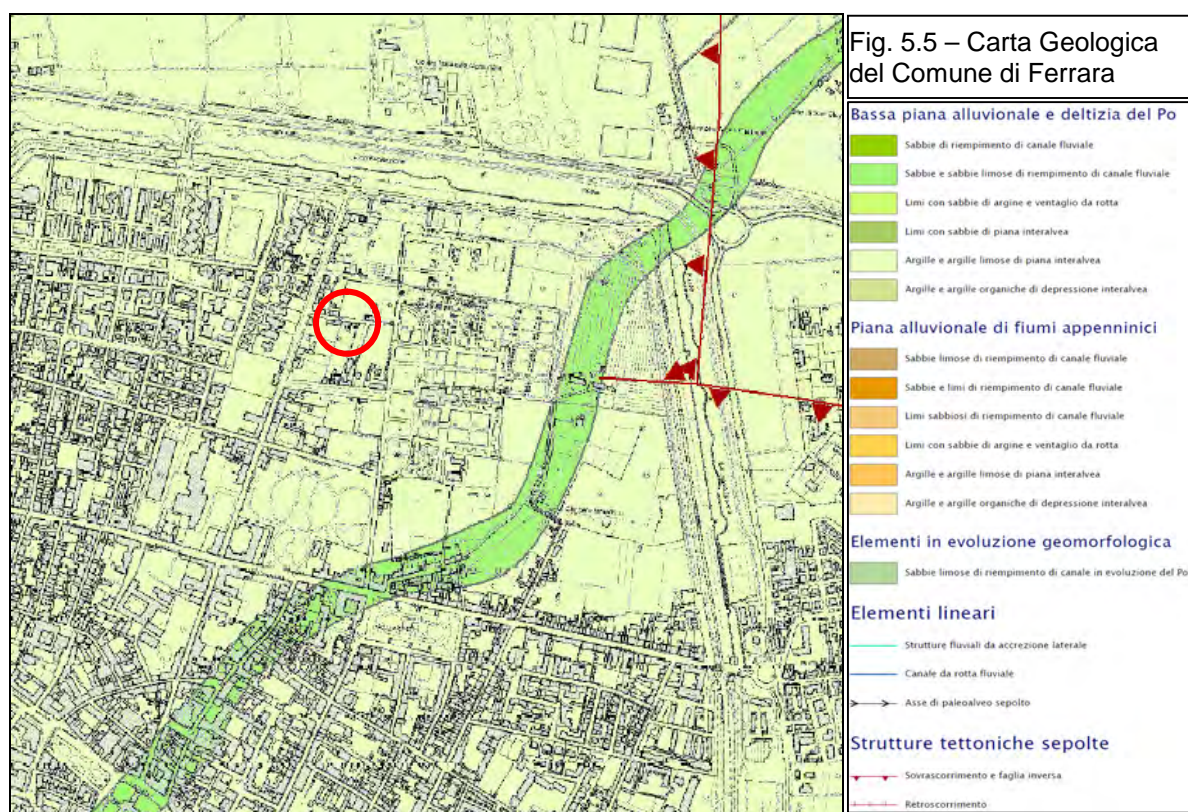 Fig. 5.5 – Carta Geologica
del Comune di Ferrara
Bassa piana alluvionale e deltizia del Po
Sabbie di riempimento di canale fluviale
Sabbie e sabbie limose di riempimento di canale fluviale
Limi con sabbie di argine e ventaglio da rotta
Limi con sabbie di piana interalvea
Argille e argille limose di piana interalvea
Argille e argille organiche di depressione interalvea
Piana alluvionale di fiumi appenninici
Sabbie limose di riempimento di canale fluviale
Sabbie e limi di riempimento di canale fluviale
Limi sabbiosi di riempimento di canale fluviale
Limi con sabbie di argine e ventaglio da rotta
Argille e argille limose di piana interalvea
Argille e argille organiche di depressione interalvea
Elementi in evoluzione geomorfologica
Sabbie limose di riempimento di canale in evoluzione del Po
Elementi lineari
Strutture fluviali da accrezione laterale
Canale da rotta fluviale
Asse di paleoalveo sepolto
Strutture tettoniche sepolte
Sovrascorrimento e faglia inversa
Retroscorrimento